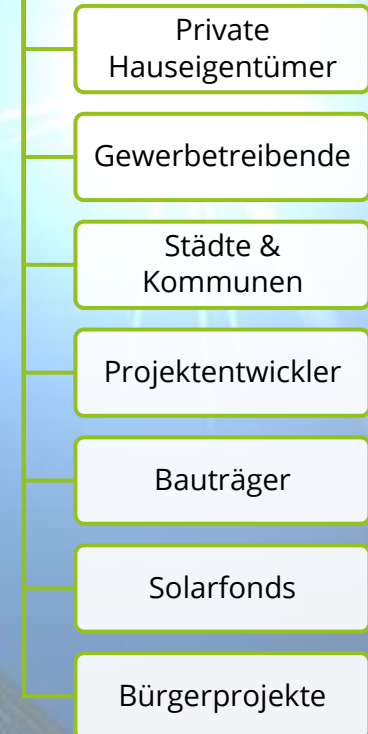 Private
Hauseigentümer
Gewerbetreibende
Städte &
Kommunen
Projektentwickler
Bauträger
Solarfonds
Bürgerprojekte